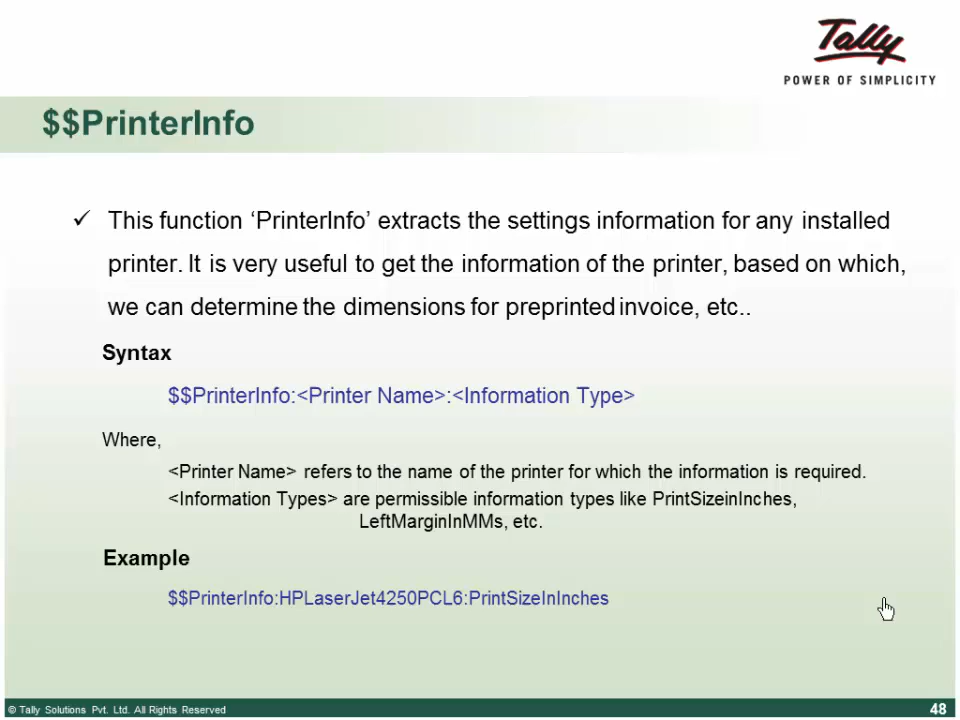 Tally
POWER OF SIMPLICITY
$$PrinterInfo
✓ This function ‘PrinterInfo’ extracts the settings information for any installed
printer. It is very useful to get the information of the printer, based on which,
we can determine the dimensions for preprinted invoice, etc..
Syntax
$$PrinterInfo:<Printer Name>:<Information Type>
Where,
<Printer Name> refers to the name of the printer for which the information is required.
<Information Types> are permissible information types like PrintSizeinInches,
LeftMarginInMMs, etc.
Example
$$PrinterInfo:HPLaserJet4250PCL6:PrintSizeInInches
© Tally Solutions Pvt. Ltd. All Rights Reserved
48